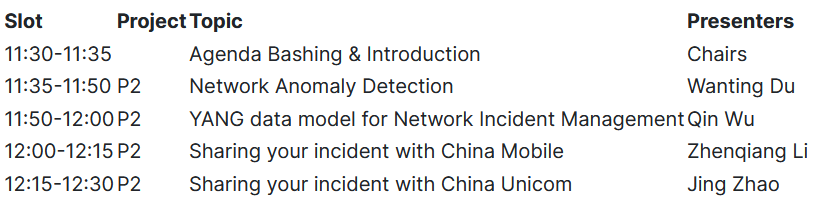 Slot Project Topic Presenters
11:30-11:35 Agenda Bashing & Introduction Chairs
11:35-11:50 P2 Network Anomaly Detection Wanting Du
11:50-12:00 P2 YANG data model for Network Incident Management Qin Wu
12:00-12:15 P2 Sharing your incident with China Mobile Zhenqiang Li
12:15-12:30 P2 Sharing your incident with China Unicom Jing Zhao